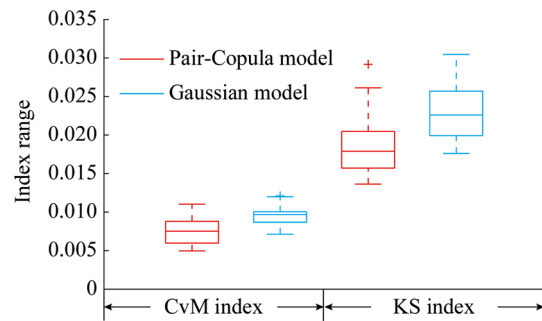 0.035
0.030
0.025
0.020
0.015
0.010
0.005
0
Index range
Pair-Copula model
Gaussian model
CvM index
KS index